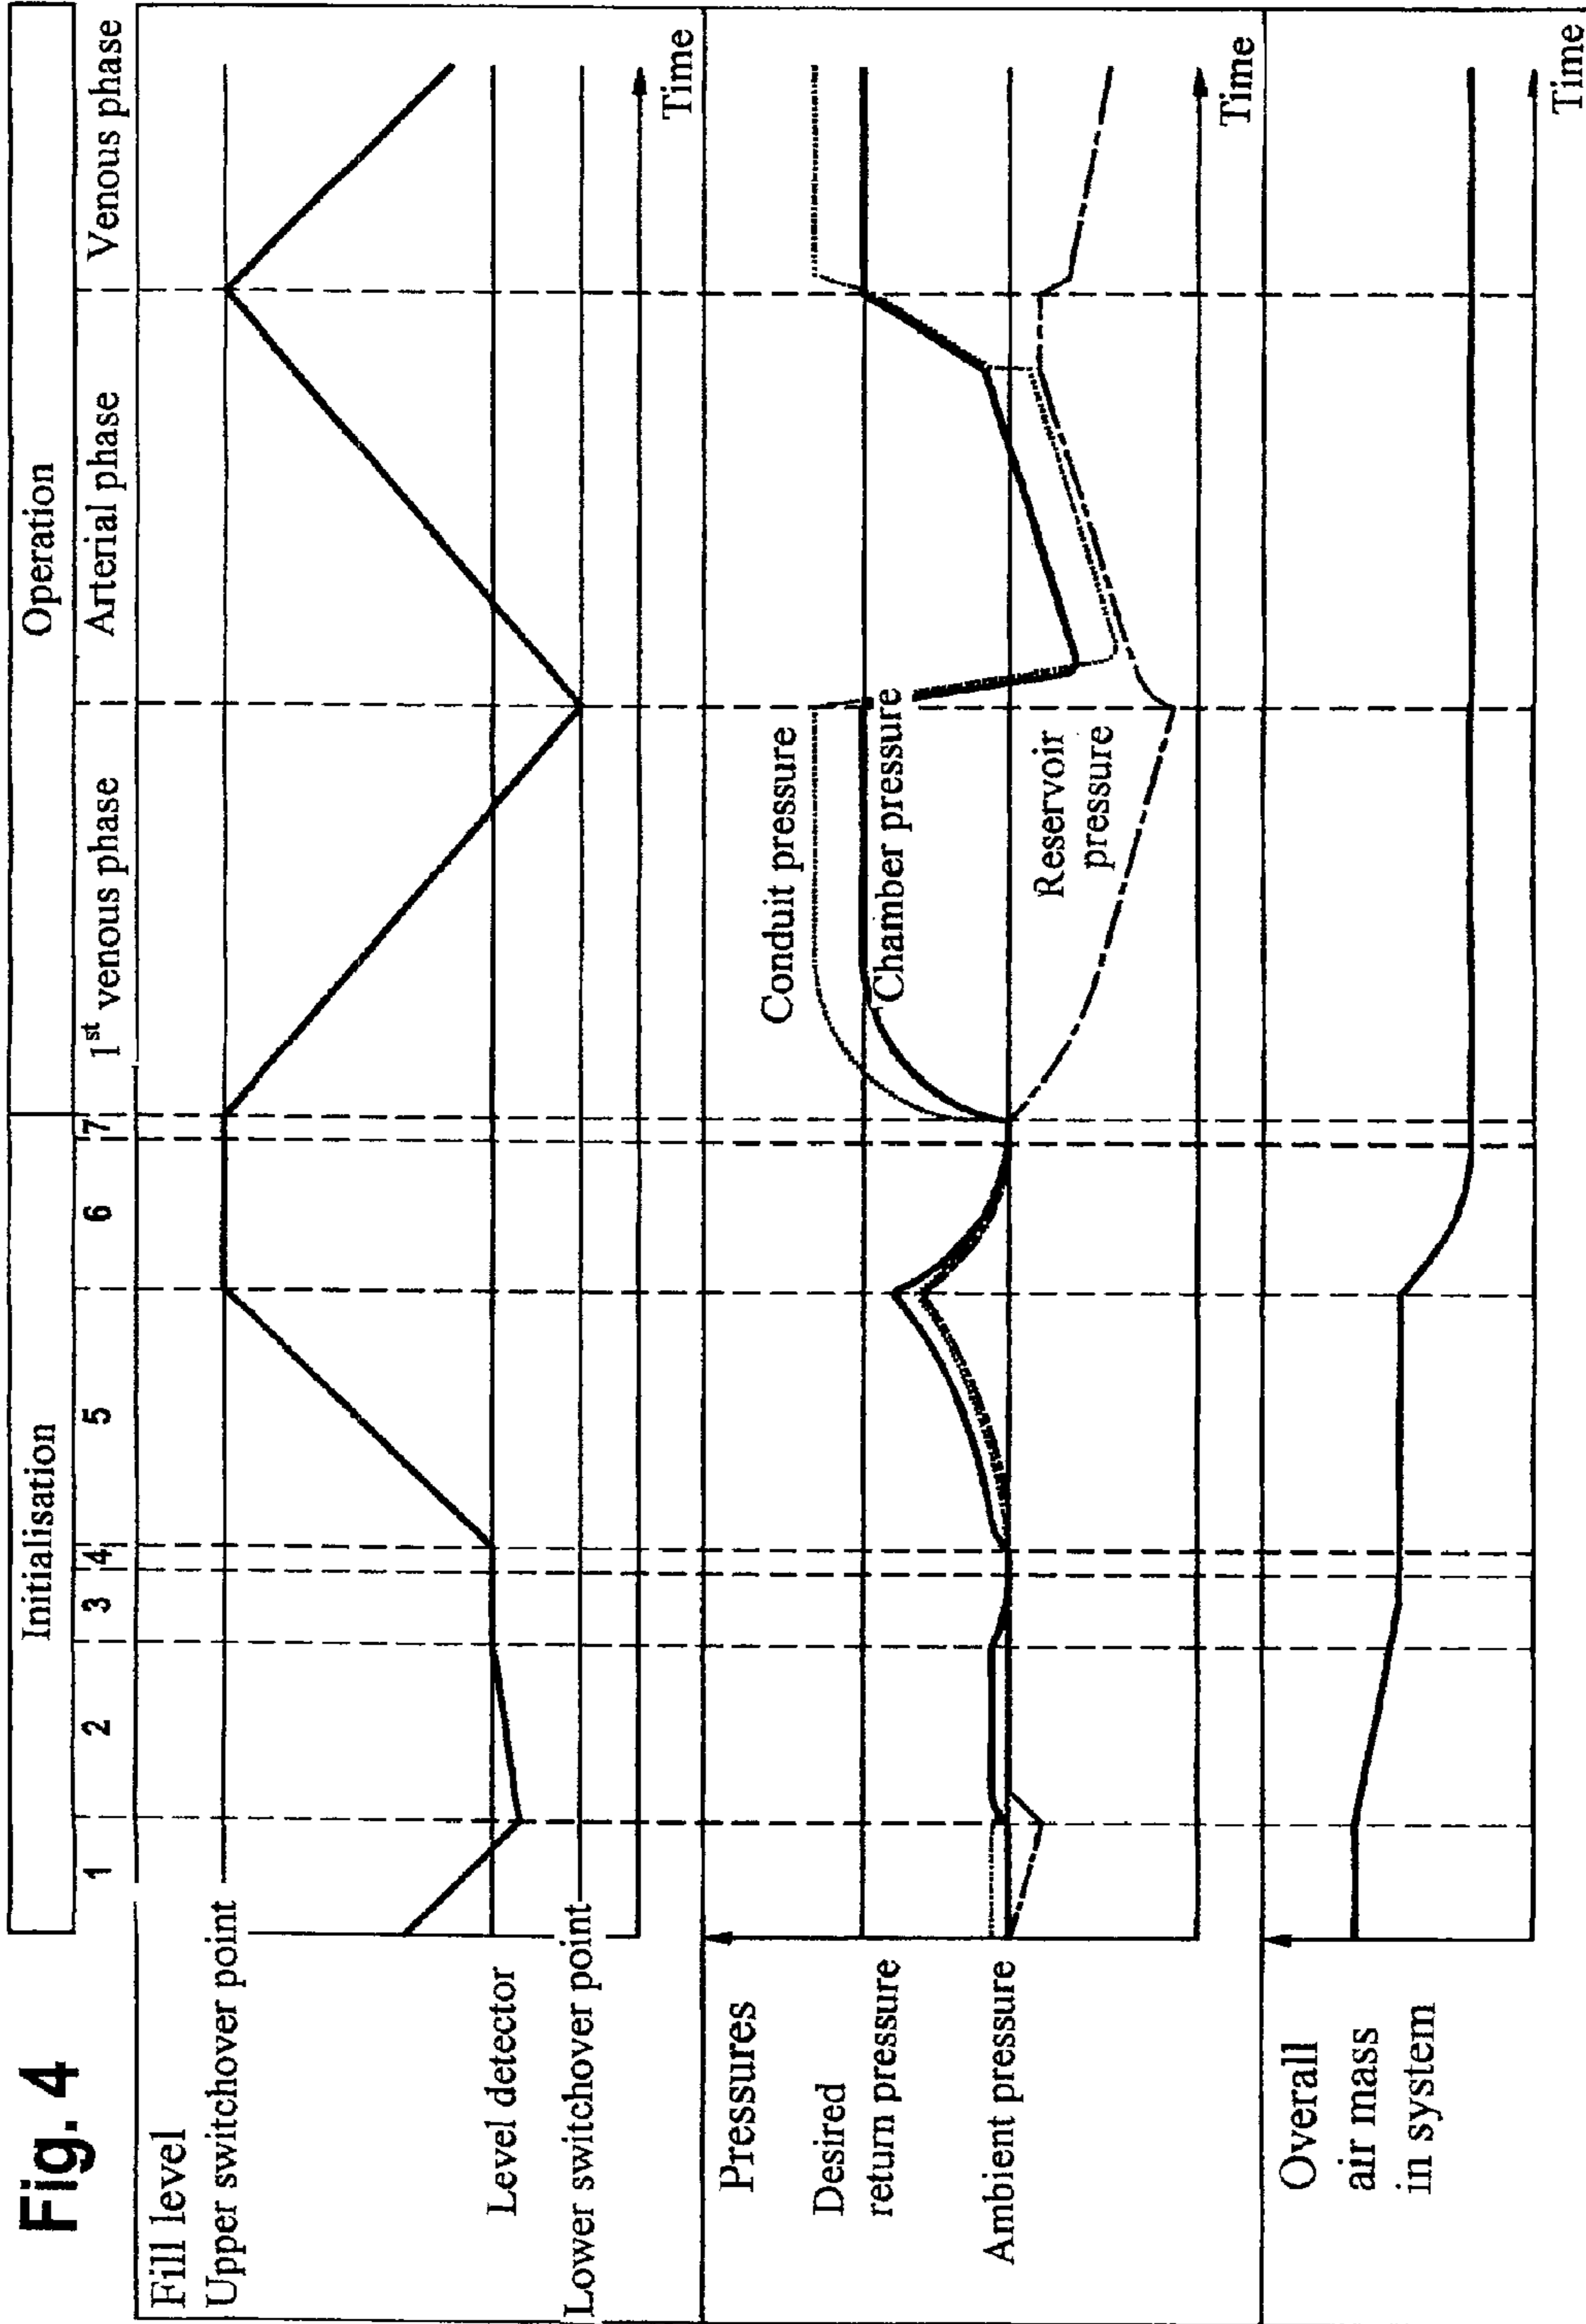 Fig. 4
Initialisation
Operation
1
2
3
4
5
6
7
1st venous phase
Arterial phase
Venous phase
Fill level
Upper switchover point
Level detector
Lower switchover point
Time
Pressures
Desired
return pressure
Ambient pressure
Conduit pressure
Chamber pressure
Reservoir
pressure
Time
Overall
air mass
in system
Time